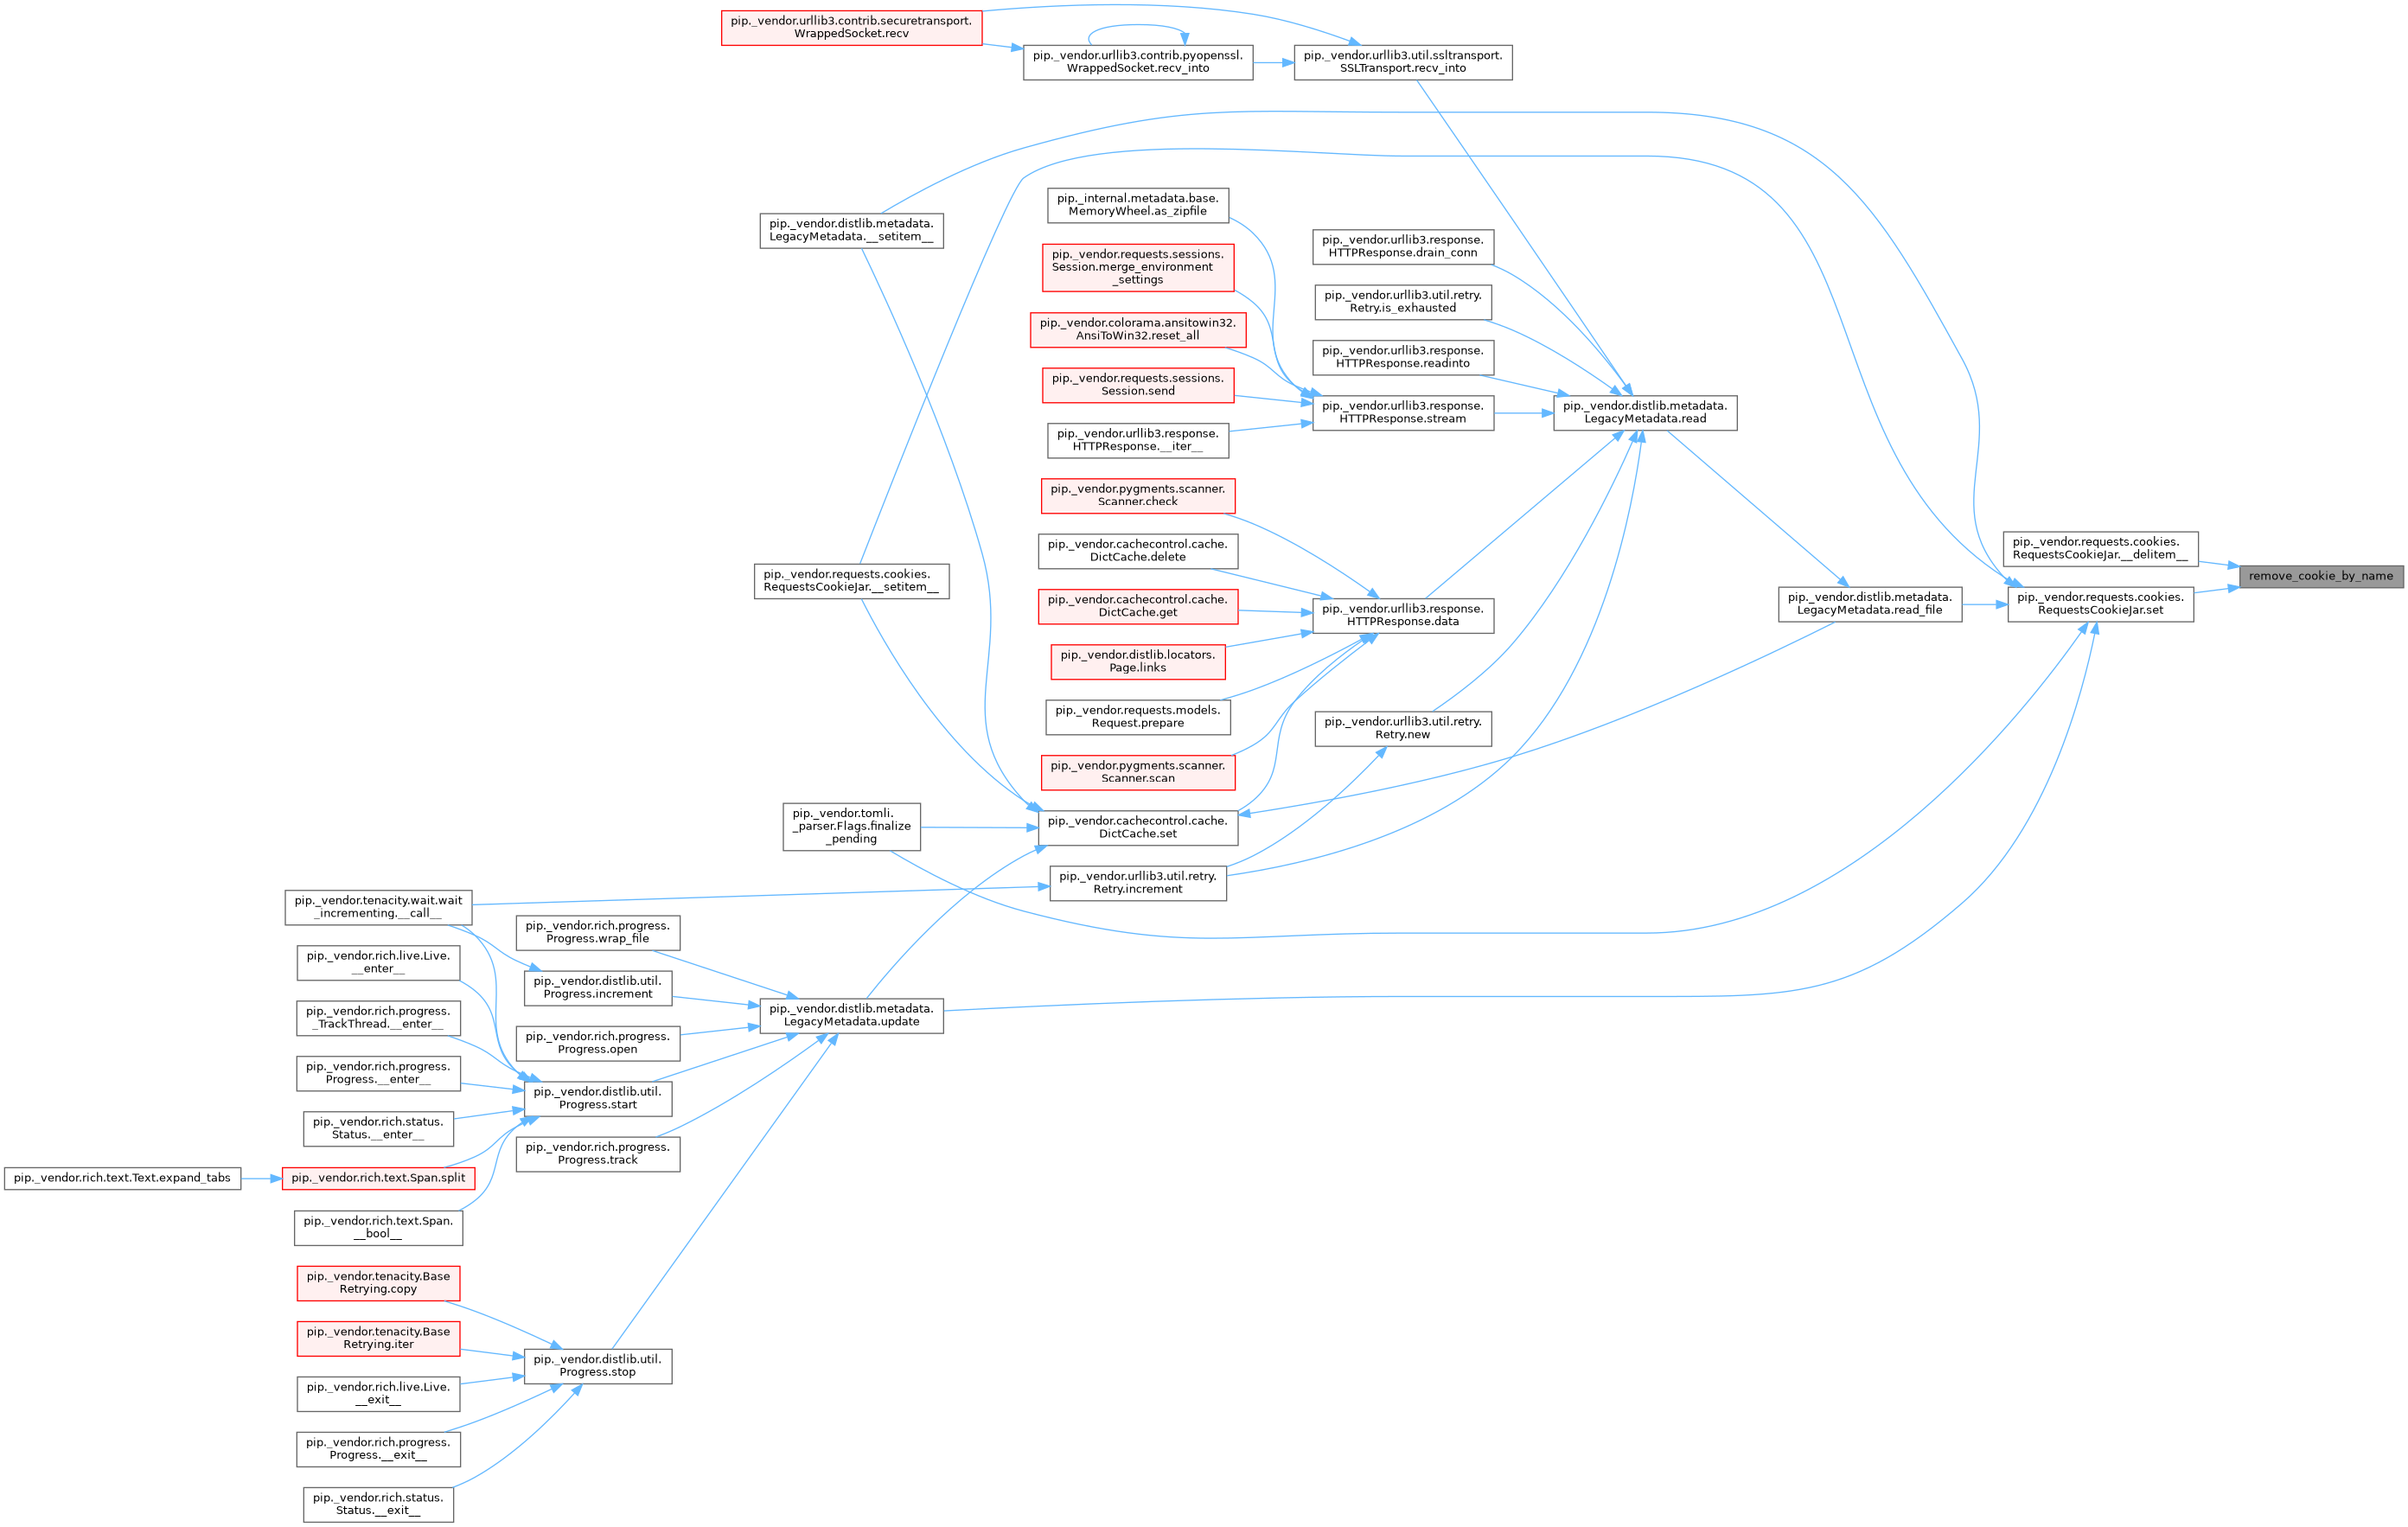 pip._vendor.urllib3.contrib.securetransport.
WrappedSocket.recv
pip._vendor.urllib3.contrib.pyopenssl.
WrappedSocket.recv_into
pip._vendor.urllib3.util.ssltransport.
SSLTransport.recv_into
pip._internal.metadata.base.
MemoryWheel.as_zipfile
pip._vendor.distlib.metadata.
LegacyMetadata.__setitem__
pip._vendor.urllib3.response.
HTTPResponse.drain_conn
pip._vendor.requests.sessions.
Session.merge_environment
_settings
pip._vendor.urllib3.util.retry.
Retry.is_exhausted
pip._vendor.colorama.ansitowin32.
AnsiToWin32.reset_all
pip._vendor.urllib3.response.
HTTPResponse.readinto
pip._vendor.requests.sessions.
Session.send
pip._vendor.urllib3.response.
HTTPResponse.stream
pip._vendor.distlib.metadata.
LegacyMetadata.read
pip._vendor.urllib3.response.
HTTPResponse.__iter__
pip._vendor.pygments.scanner.
Scanner.check
pip._vendor.cachecontrol.cache.
DictCache.delete
pip._vendor.requests.cookies.
RequestsCookieJar.__delitem__
remove_cookie_by_name
pip._vendor.requests.cookies.
RequestsCookieJar.__setitem__
pip._vendor.cachecontrol.cache.
DictCache.get
pip._vendor.urllib3.response.
HTTPResponse.data
pip._vendor.distlib.metadata.
LegacyMetadata.read_file
pip._vendor.requests.cookies.
RequestsCookieJar.set
pip._vendor.distlib.locators.
Page.links
pip._vendor.requests.models.
Request.prepare
pip._vendor.urllib3.util.retry.
Retry.new
pip._vendor.pygments.scanner.
Scanner.scan
pip._vendor.tomli.
_parser.Flags.finalize
_pending
pip._vendor.cachecontrol.cache.
DictCache.set
pip._vendor.urllib3.util.retry.
Retry.increment
pip._vendor.tenacity.wait.wait
_incrementing.__call__
pip._vendor.rich.progress.
Progress.wrap_file
pip._vendor.rich.live.Live.
__enter__
pip._vendor.distlib.util.
Progress.increment
pip._vendor.rich.progress.
_TrackThread.__enter__
pip._vendor.distlib.metadata.
LegacyMetadata.update
pip._vendor.rich.progress.
Progress.open
pip._vendor.rich.progress.
Progress.__enter__
pip._vendor.distlib.util.
Progress.start
pip._vendor.rich.status.
Status.__enter__
pip._vendor.rich.progress.
Progress.track
pip._vendor.rich.text.Text.expand_tabs
pip._vendor.rich.text.Span.split
pip._vendor.rich.text.Span.
__bool__
pip._vendor.tenacity.Base
Retrying.copy
pip._vendor.tenacity.Base
Retrying.iter
pip._vendor.distlib.util.
Progress.stop
pip._vendor.rich.live.Live.
__exit__
pip._vendor.rich.progress.
Progress.__exit__
pip._vendor.rich.status.
Status.__exit__